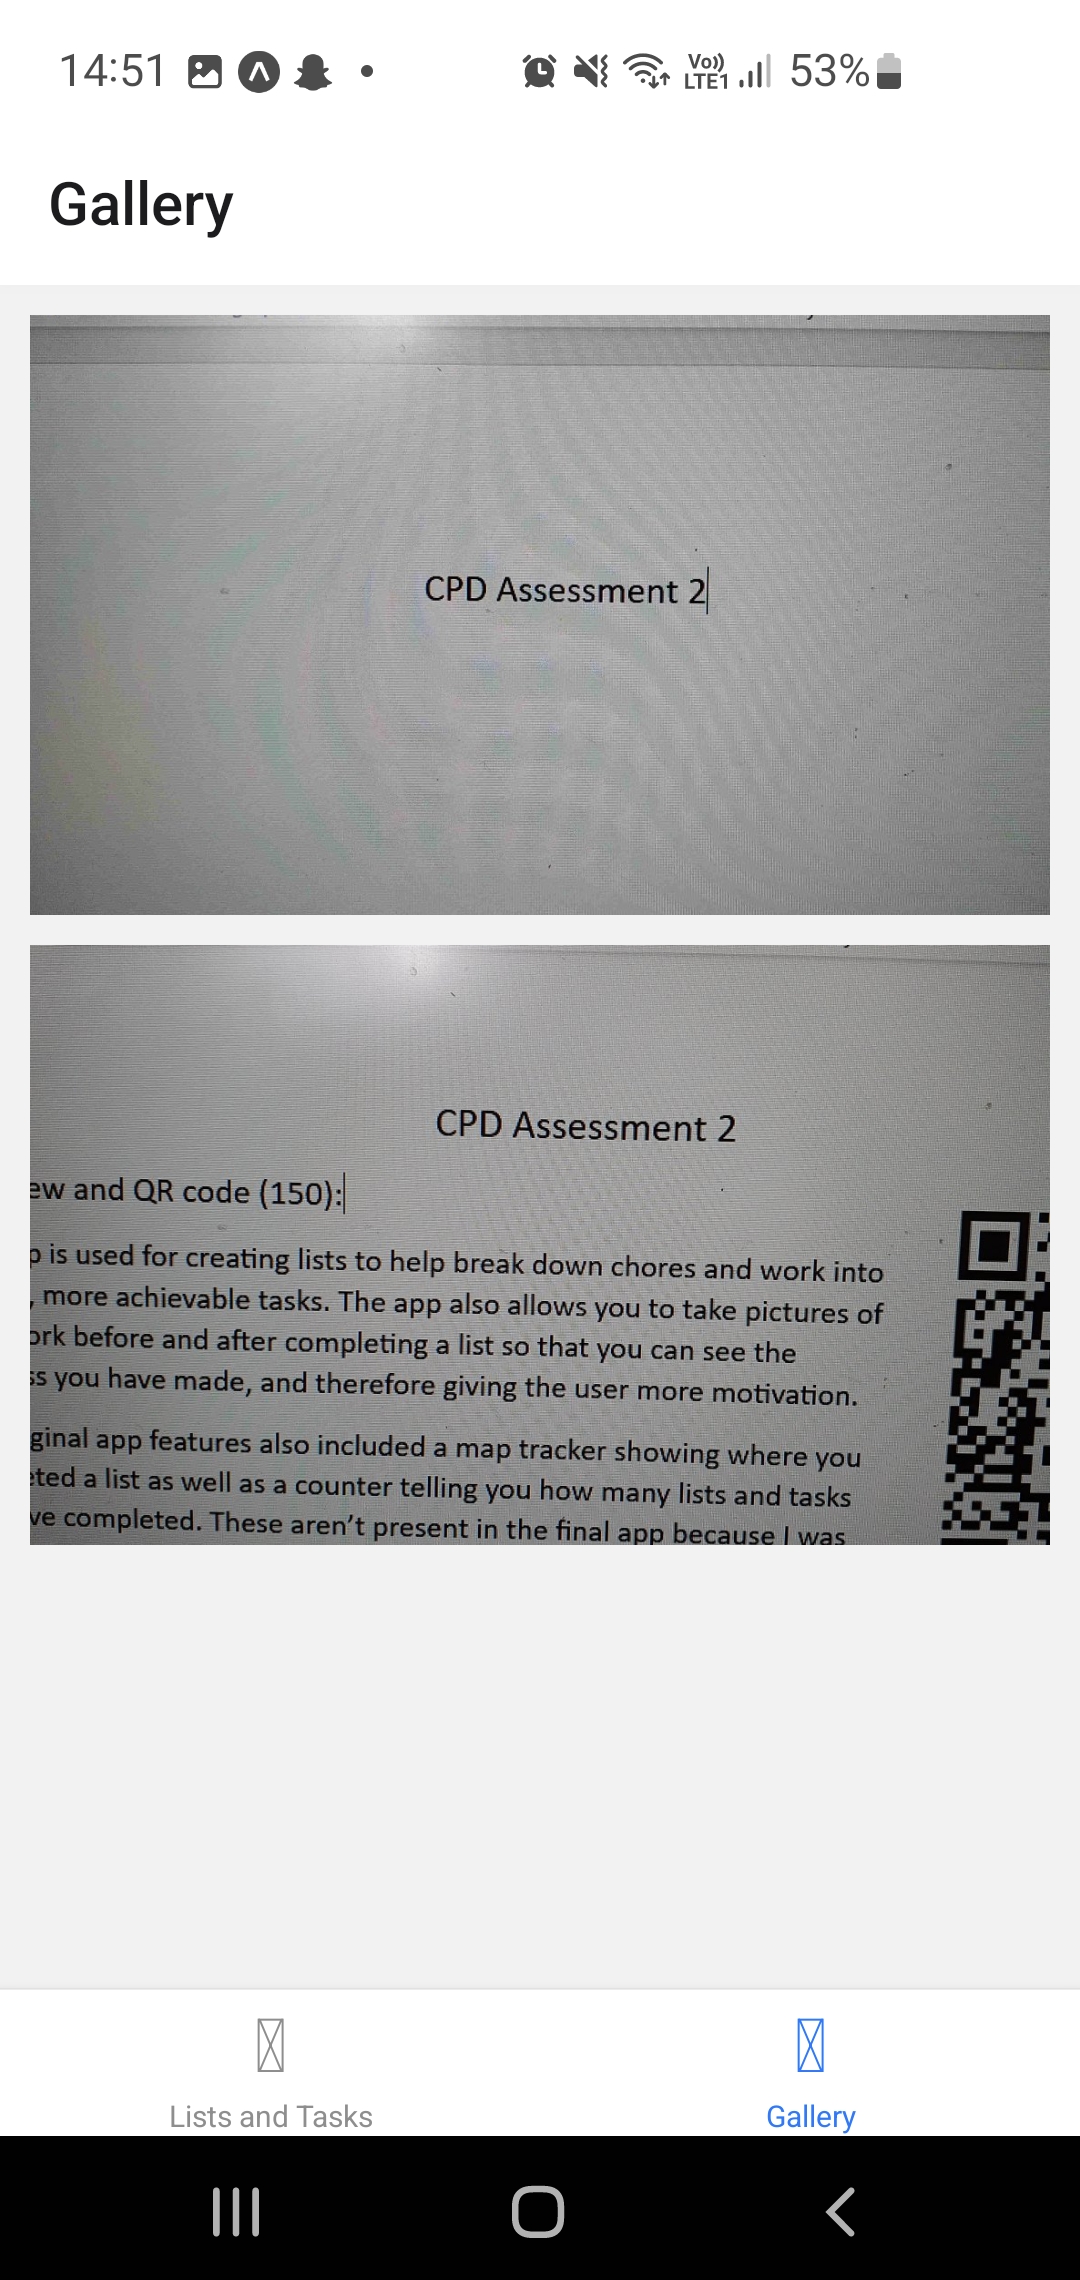 14:51
Vo))
LTE1
53%
Gallery
CPD Assessment 2
CPD Assessment 2
ew and QR code (150):
p is used for creating lists to help break down chores and work into
, more achievable tasks. The app also allows you to take pictures of
ork before and after completing a list so that you can see the
ss you have made, and therefore giving the user more motivation.
ginal app features also included a map tracker showing where you
eted a list as well as a counter telling you how many lists and tasks
ve completed. These aren't present in the final app because I was
Lists and Tasks
Gallery